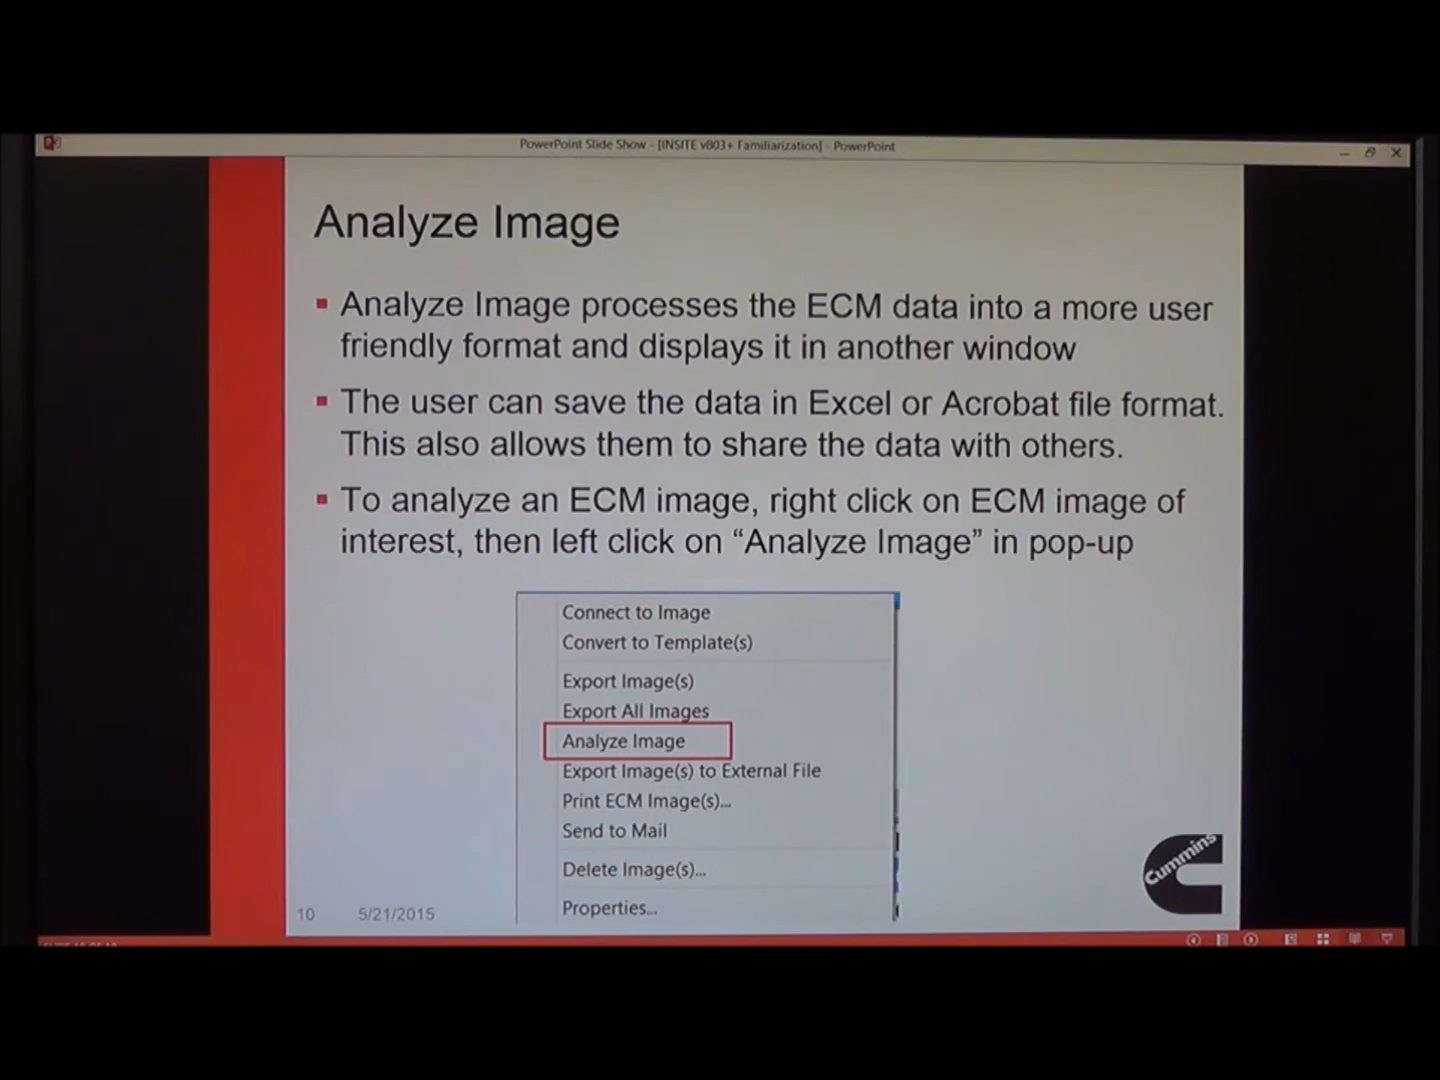 PowerPoint Slide Show - [INSITE v803+ Familiarization] - PowerPoint
Analyze Image
Analyze Image processes the ECM data into a more user
friendly format and displays it in another window
The user can save the data in Excel or Acrobat file format.
This also allows them to share the data with others.
To analyze an ECM image, right click on ECM image of
interest, then left click on “Analyze Image” in pop-up
Connect to Image
Convert to Template(s)
Export Image(s)
Export All Images
Analyze Image
Export Image(s) to External File
Print ECM Image(s)...
Send to Mail
Delete Image(s)...
Properties...
Cummins
10 5/21/2015